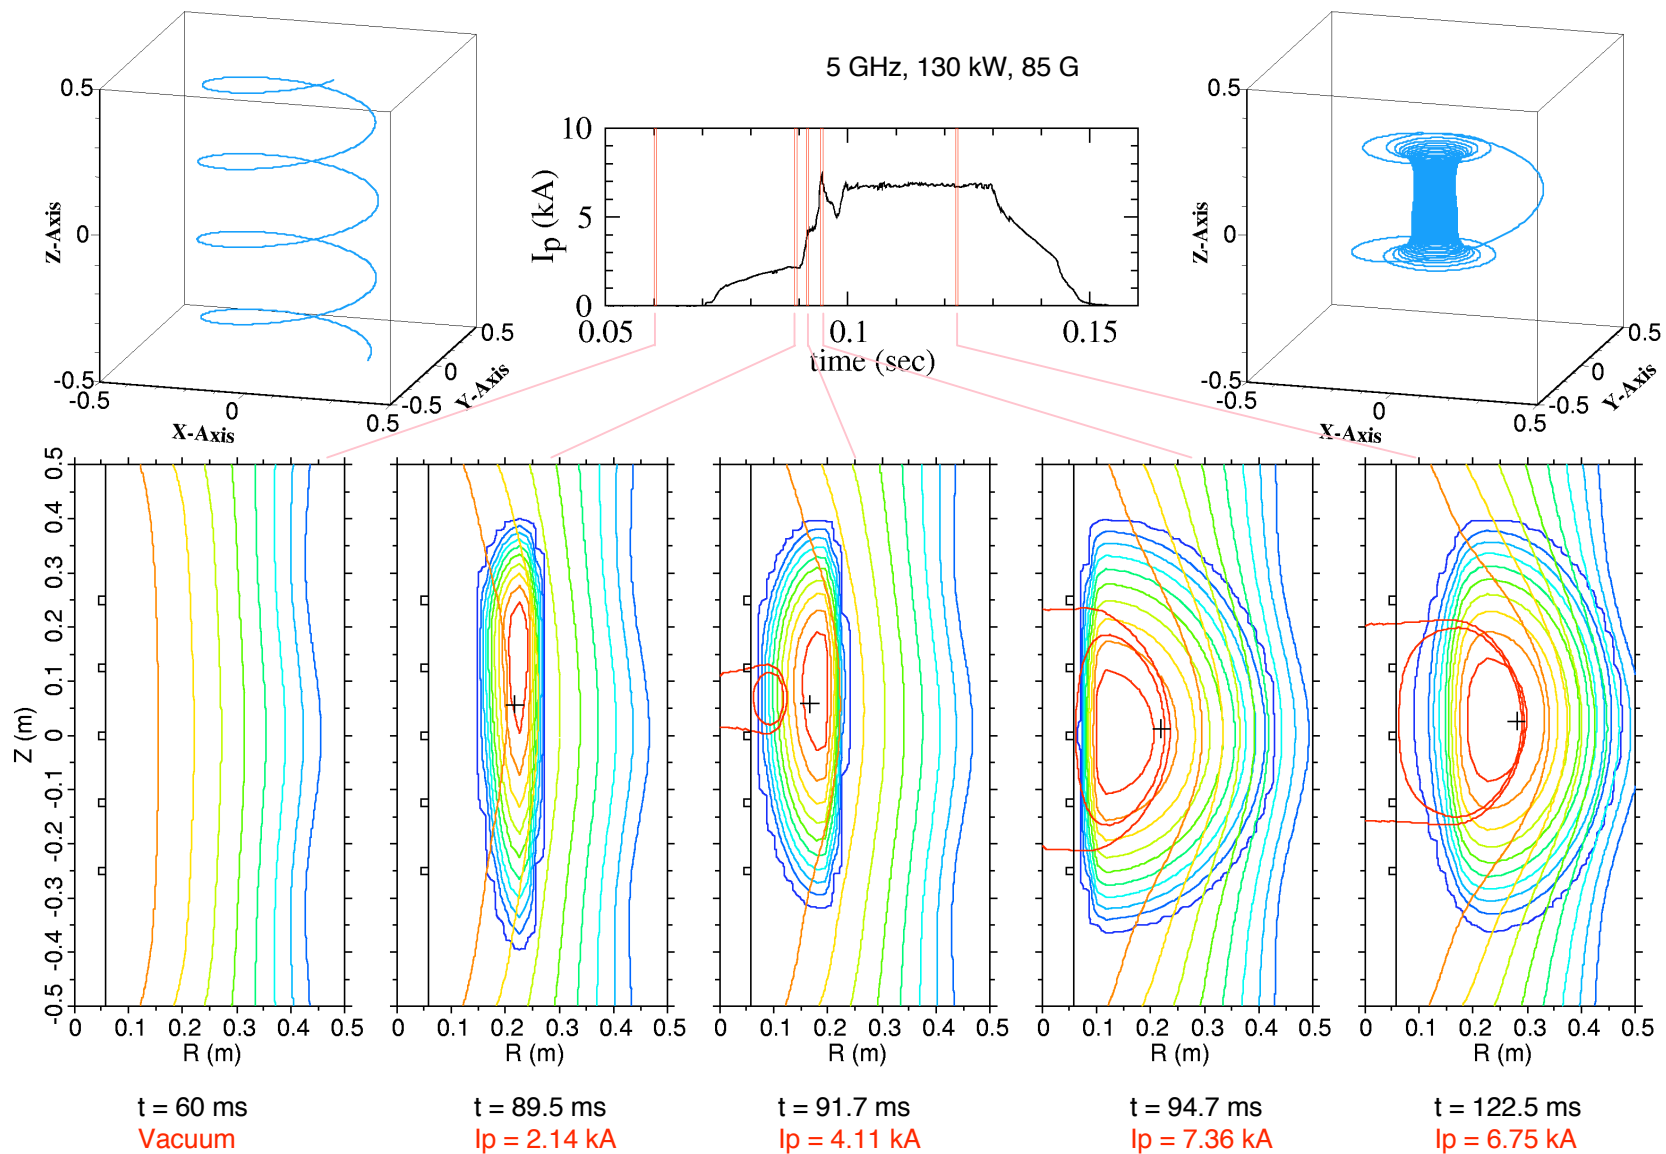 5 GHz, 130 kW, 85 G
0.5
0
-0.5
Z-Axis
-0.5
0
0.5
X-Axis
-0.5
0
0.5
Y-Axis
10
5
0
Ip (kA)
0.05
0.1
0.15
time (sec)
0.5
0
-0.5
Z-Axis
-0.5
0
0.5
X-Axis
-0.5
0
0.5
Y-Axis
0.5
0.4
0.3
0.2
0.1
0
-0.1
-0.2
-0.3
-0.4
-0.5
Z (m)
0 0.1 0.2 0.3 0.4 0.5
R (m)
0 0.1 0.2 0.3 0.4 0.5
R (m)
0 0.1 0.2 0.3 0.4 0.5
R (m)
0 0.1 0.2 0.3 0.4 0.5
R (m)
0 0.1 0.2 0.3 0.4 0.5
R (m)
t = 60 ms
Vacuum
t = 89.5 ms
Ip = 2.14 kA
t = 91.7 ms
Ip = 4.11 kA
t = 94.7 ms
Ip = 7.36 kA
t = 122.5 ms
Ip = 6.75 kA